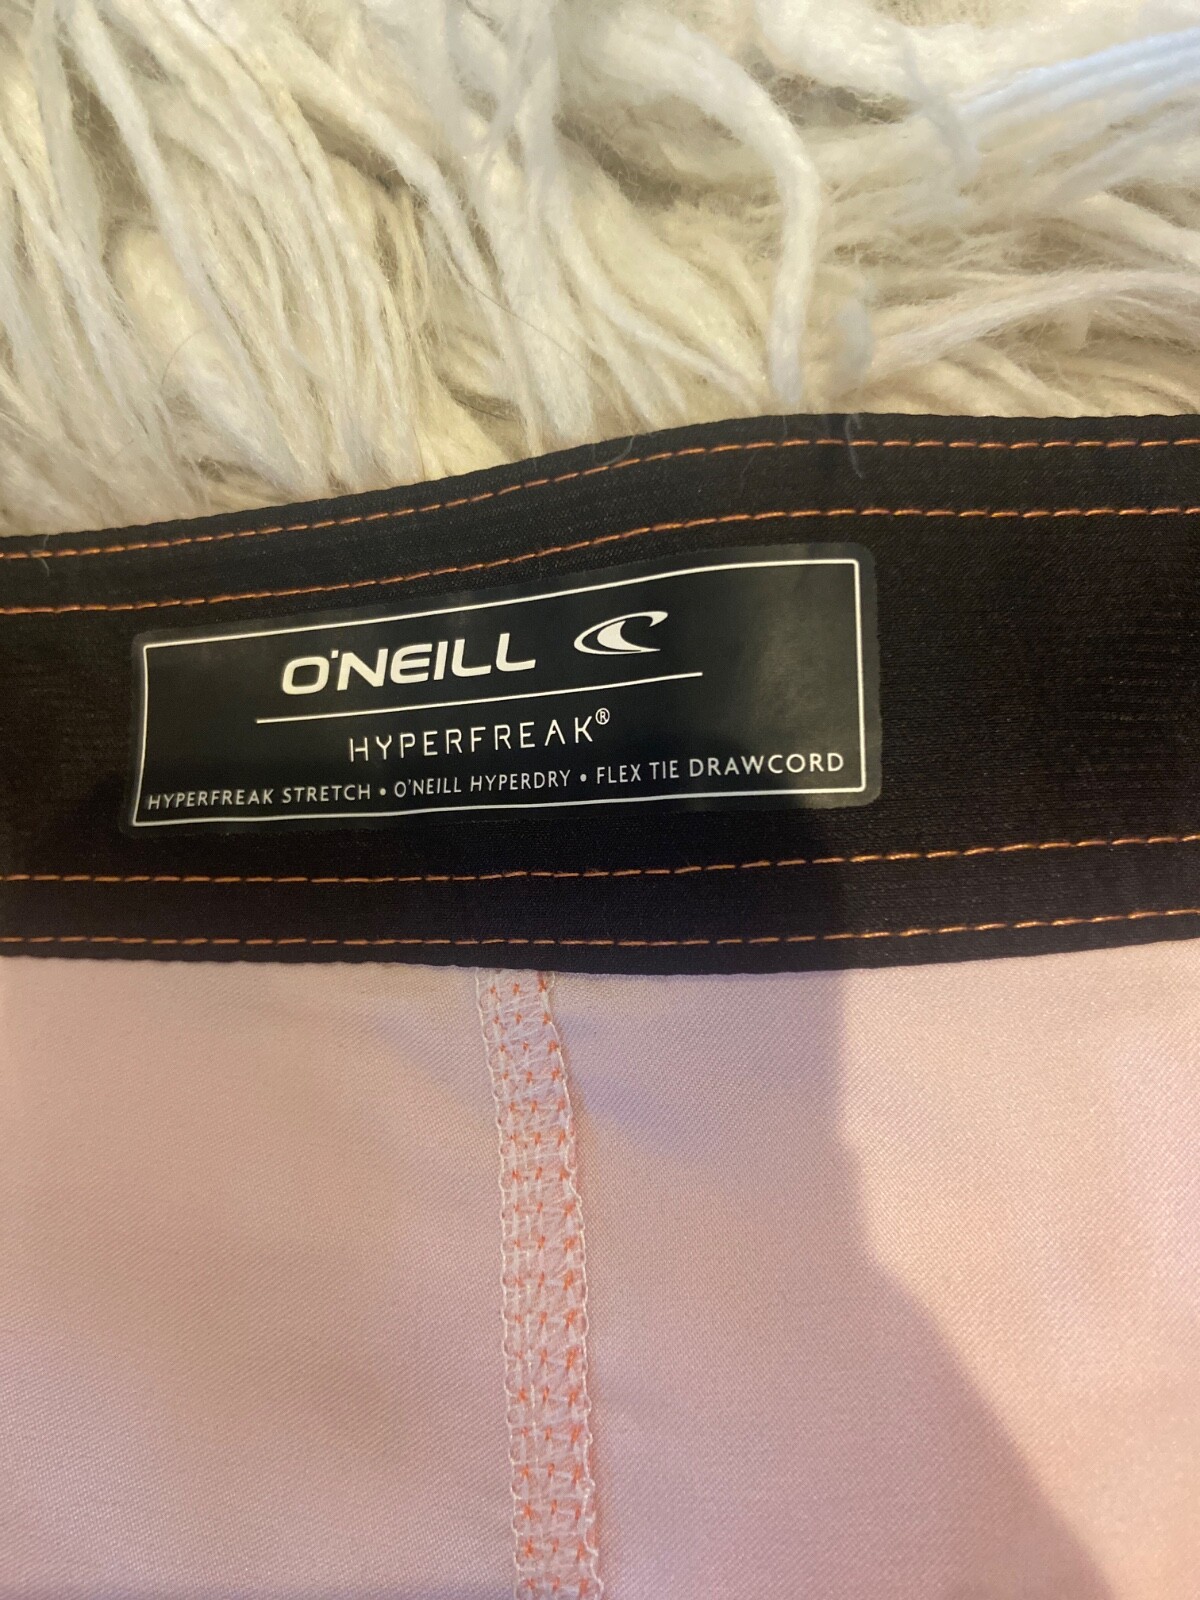 O'NEILL
HYPERFREAK®
HYPERFREAK STRETCH • O'NEILL HYPERDRY • FLEX TIE DRAWCORD